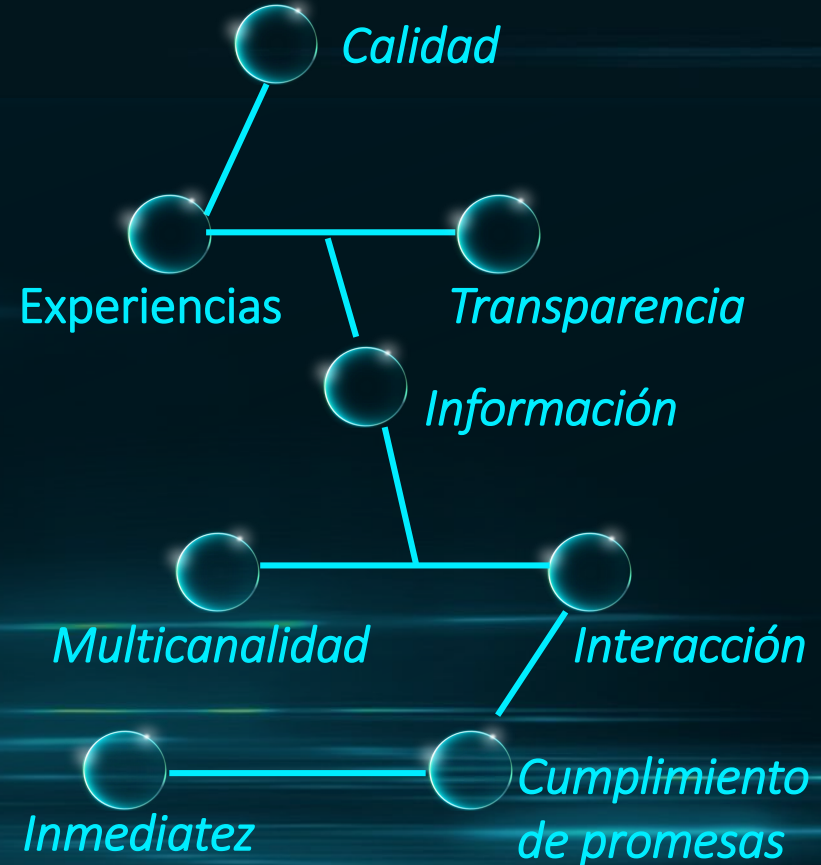 Calidad
Experiencias
Transparencia
Información
Multicanalidad
Interacción
Cumplimiento
de promesas
Inmediatez